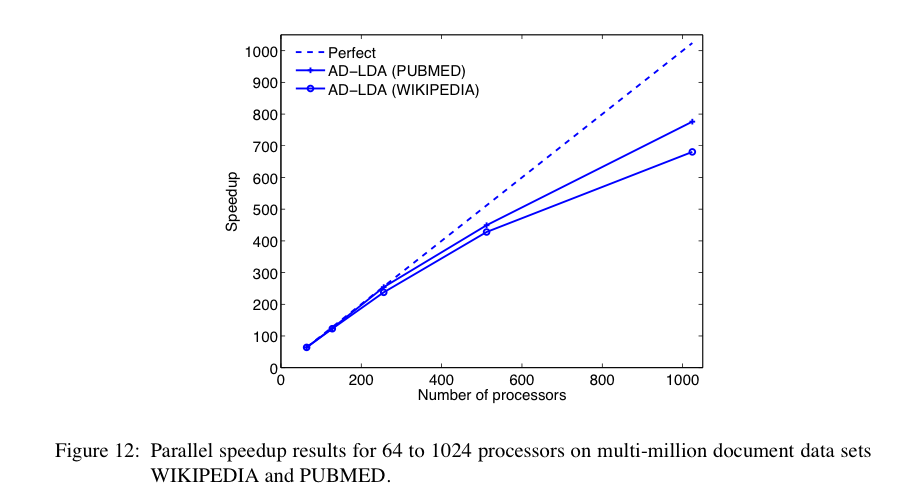 1000
900
800
700
600
500
400
300
200
100
0
Speedup
Perfect
AD−LDA (PUBMED)
AD−LDA (WIKIPEDIA)
0 200 400 600 800 1000
Number of processors
Figure 12: Parallel speedup results for 64 to 1024 processors on multi-million document data sets
WIKIPEDIA and PUBMED.